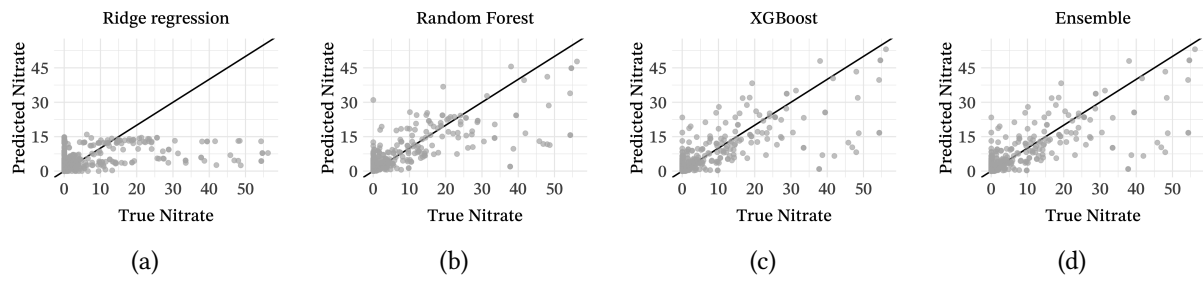 Ridge regression
Predicted Nitrate
45
30
15
0
0 10 20 30 40 50
True Nitrate
(a)
Random Forest
Predicted Nitrate
45
30
15
0
0 10 20 30 40 50
True Nitrate
(b)
XGBoost
Predicted Nitrate
45
30
15
0
0 10 20 30 40 50
True Nitrate
(c)
Ensemble
Predicted Nitrate
45
30
15
0
0 10 20 30 40 50
True Nitrate
(d)